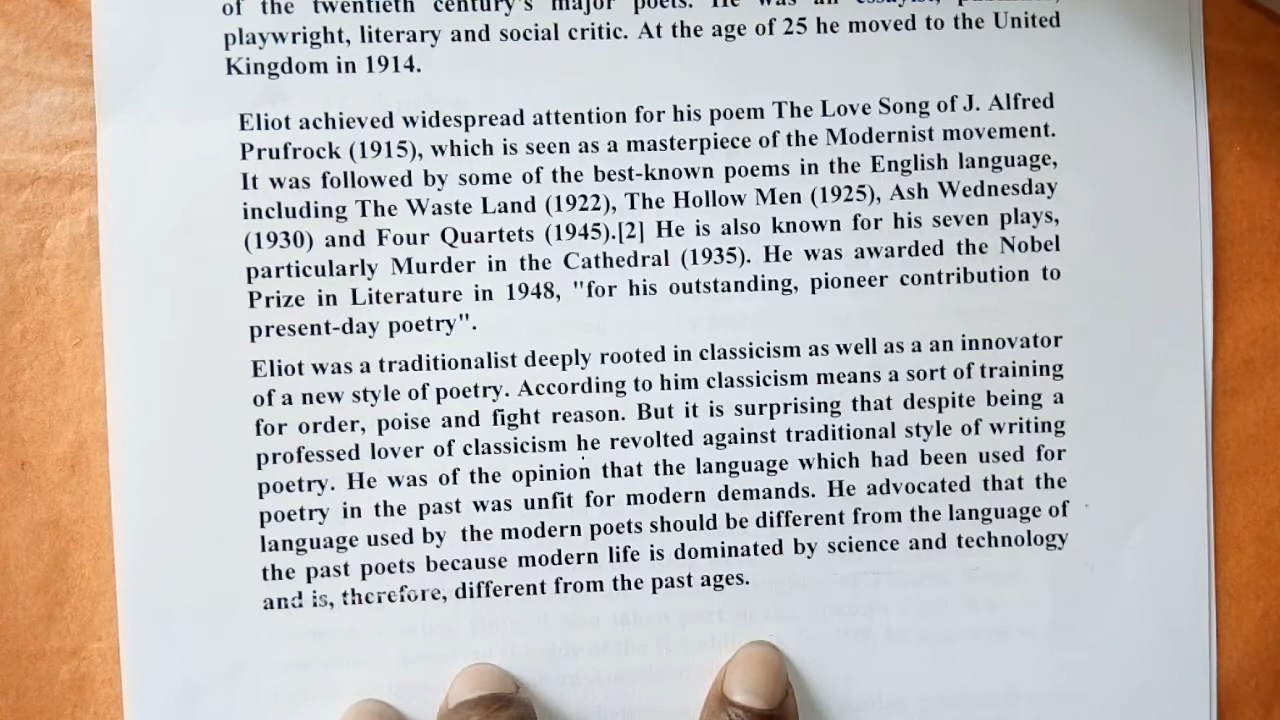 of the twentieth century's major poets. He was an essayist,
playwright, literary and social critic. At the age of 25 he moved to the United
Kingdom in 1914.
Eliot achieved widespread attention for his poem The Love Song of J. Alfred
Prufrock (1915), which is seen as a masterpiece of the Modernist movement.
It was followed by some of the best-known poems in the English language,
including The Waste Land (1922), The Hollow Men (1925), Ash Wednesday
(1930) and Four Quartets (1945).[2] He is also known for his seven plays,
particularly Murder in the Cathedral (1935). He was awarded the Nobel
Prize in Literature in 1948, "for his outstanding, pioneer contribution to
present-day poetry".
Eliot was a traditionalist deeply rooted in classicism as well as a an innovator
of a new style of poetry. According to him classicism means a sort of training
for order, poise and fight reason. But it is surprising that despite being a
professed lover of classicism he revolted against traditional style of writing
poetry. He was of the opinion that the language which had been used for
poetry in the past was unfit for modern demands. He advocated that the
language used by the modern poets should be different from the language of
the past poets because modern life is dominated by science and technology
and is, therefore, different from the past ages.